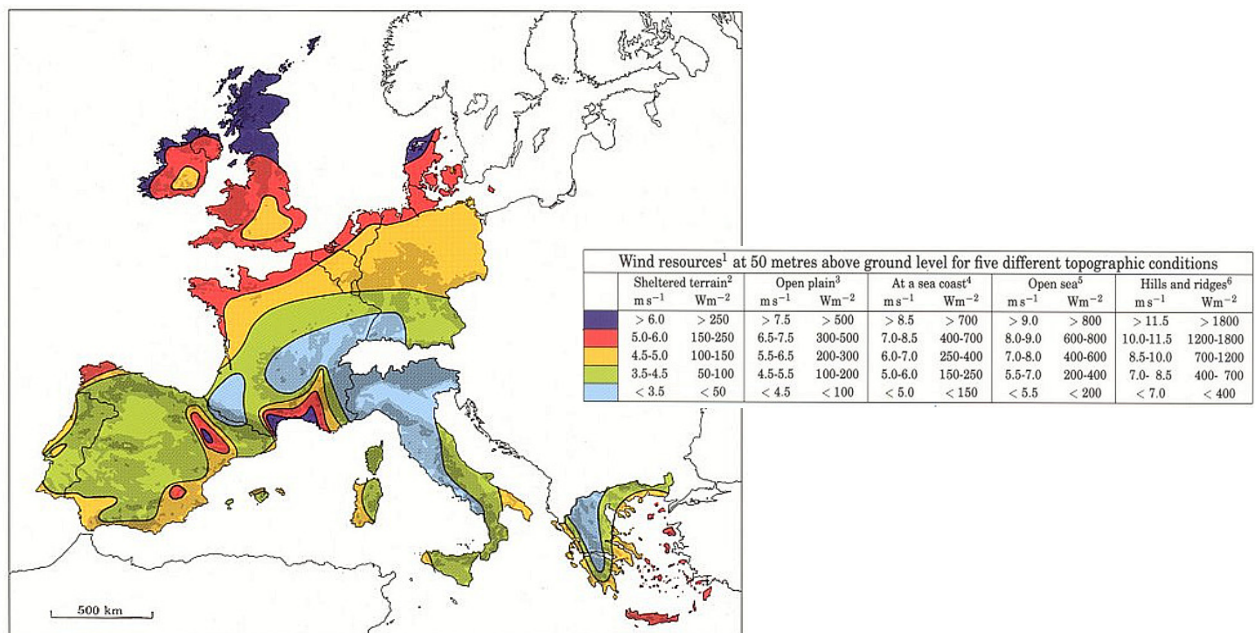 500 km
Wind resources¹ at 50 metres above ground level for five different topographic conditions
Sheltered terrain² Open plain³ At a sea coast⁴ Open sea⁵ Hills and ridges⁶
m s⁻¹ Wm⁻² m s⁻¹ Wm⁻² m s⁻¹ Wm⁻² m s⁻¹ Wm⁻² m s⁻¹ Wm⁻²
> 6.0 > 250 > 7.5 > 500 > 8.5 > 700 > 9.0 > 800 > 11.5 > 1800
5.0-6.0 150-250 6.5-7.5 300-500 7.0-8.5 400-700 8.0-9.0 600-800 10.0-11.5 1200-1800
4.5-5.0 100-150 5.5-6.5 200-300 6.0-7.0 250-400 7.0-8.0 400-600 8.5-10.0 700-1200
3.5-4.5 50-100 4.5-5.5 100-200 5.0-6.0 150-250 5.5-7.0 200-400 7.0- 8.5 400- 700
< 3.5 < 50 < 4.5 < 100 < 5.0 < 150 < 5.5 < 200 < 7.0 < 400